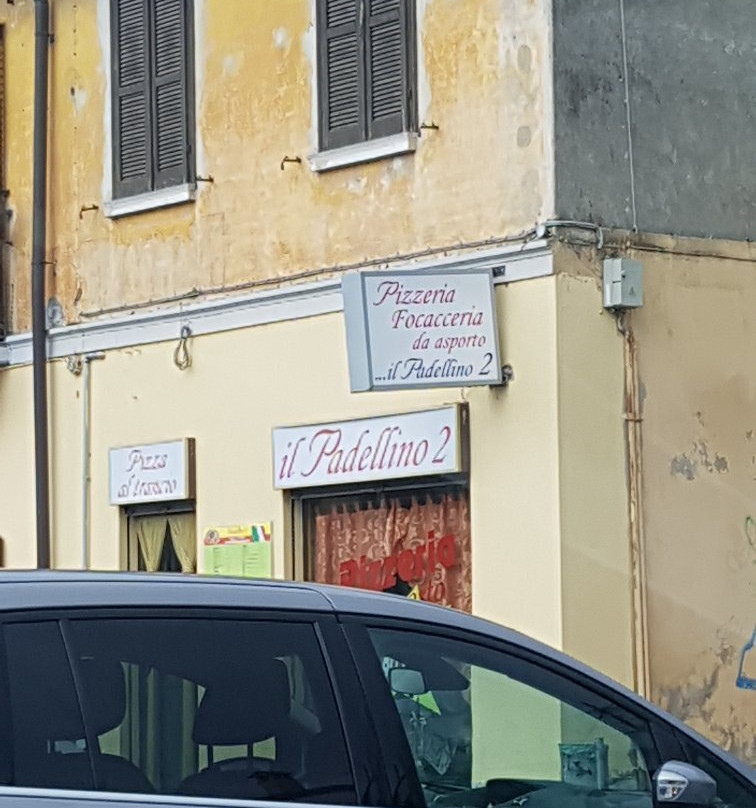 Pizzeria
Focacceria
da asporto
...il Padellino 2
il Padellino 2
Pizza
al trancio
Pizzeria